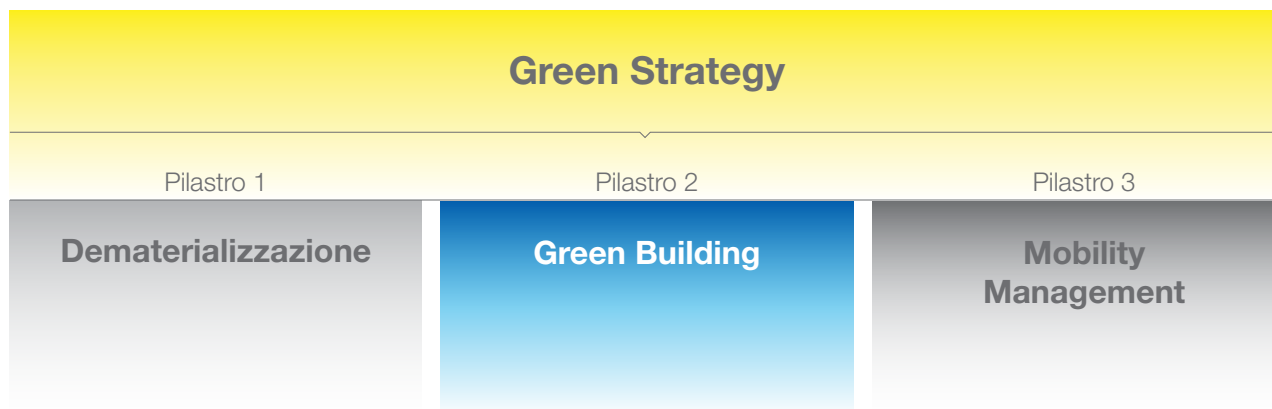 Green Strategy
Pilastro 1
Pilastro 2
Pilastro 3
Dematerializzazione
Green Building
Mobility
Management